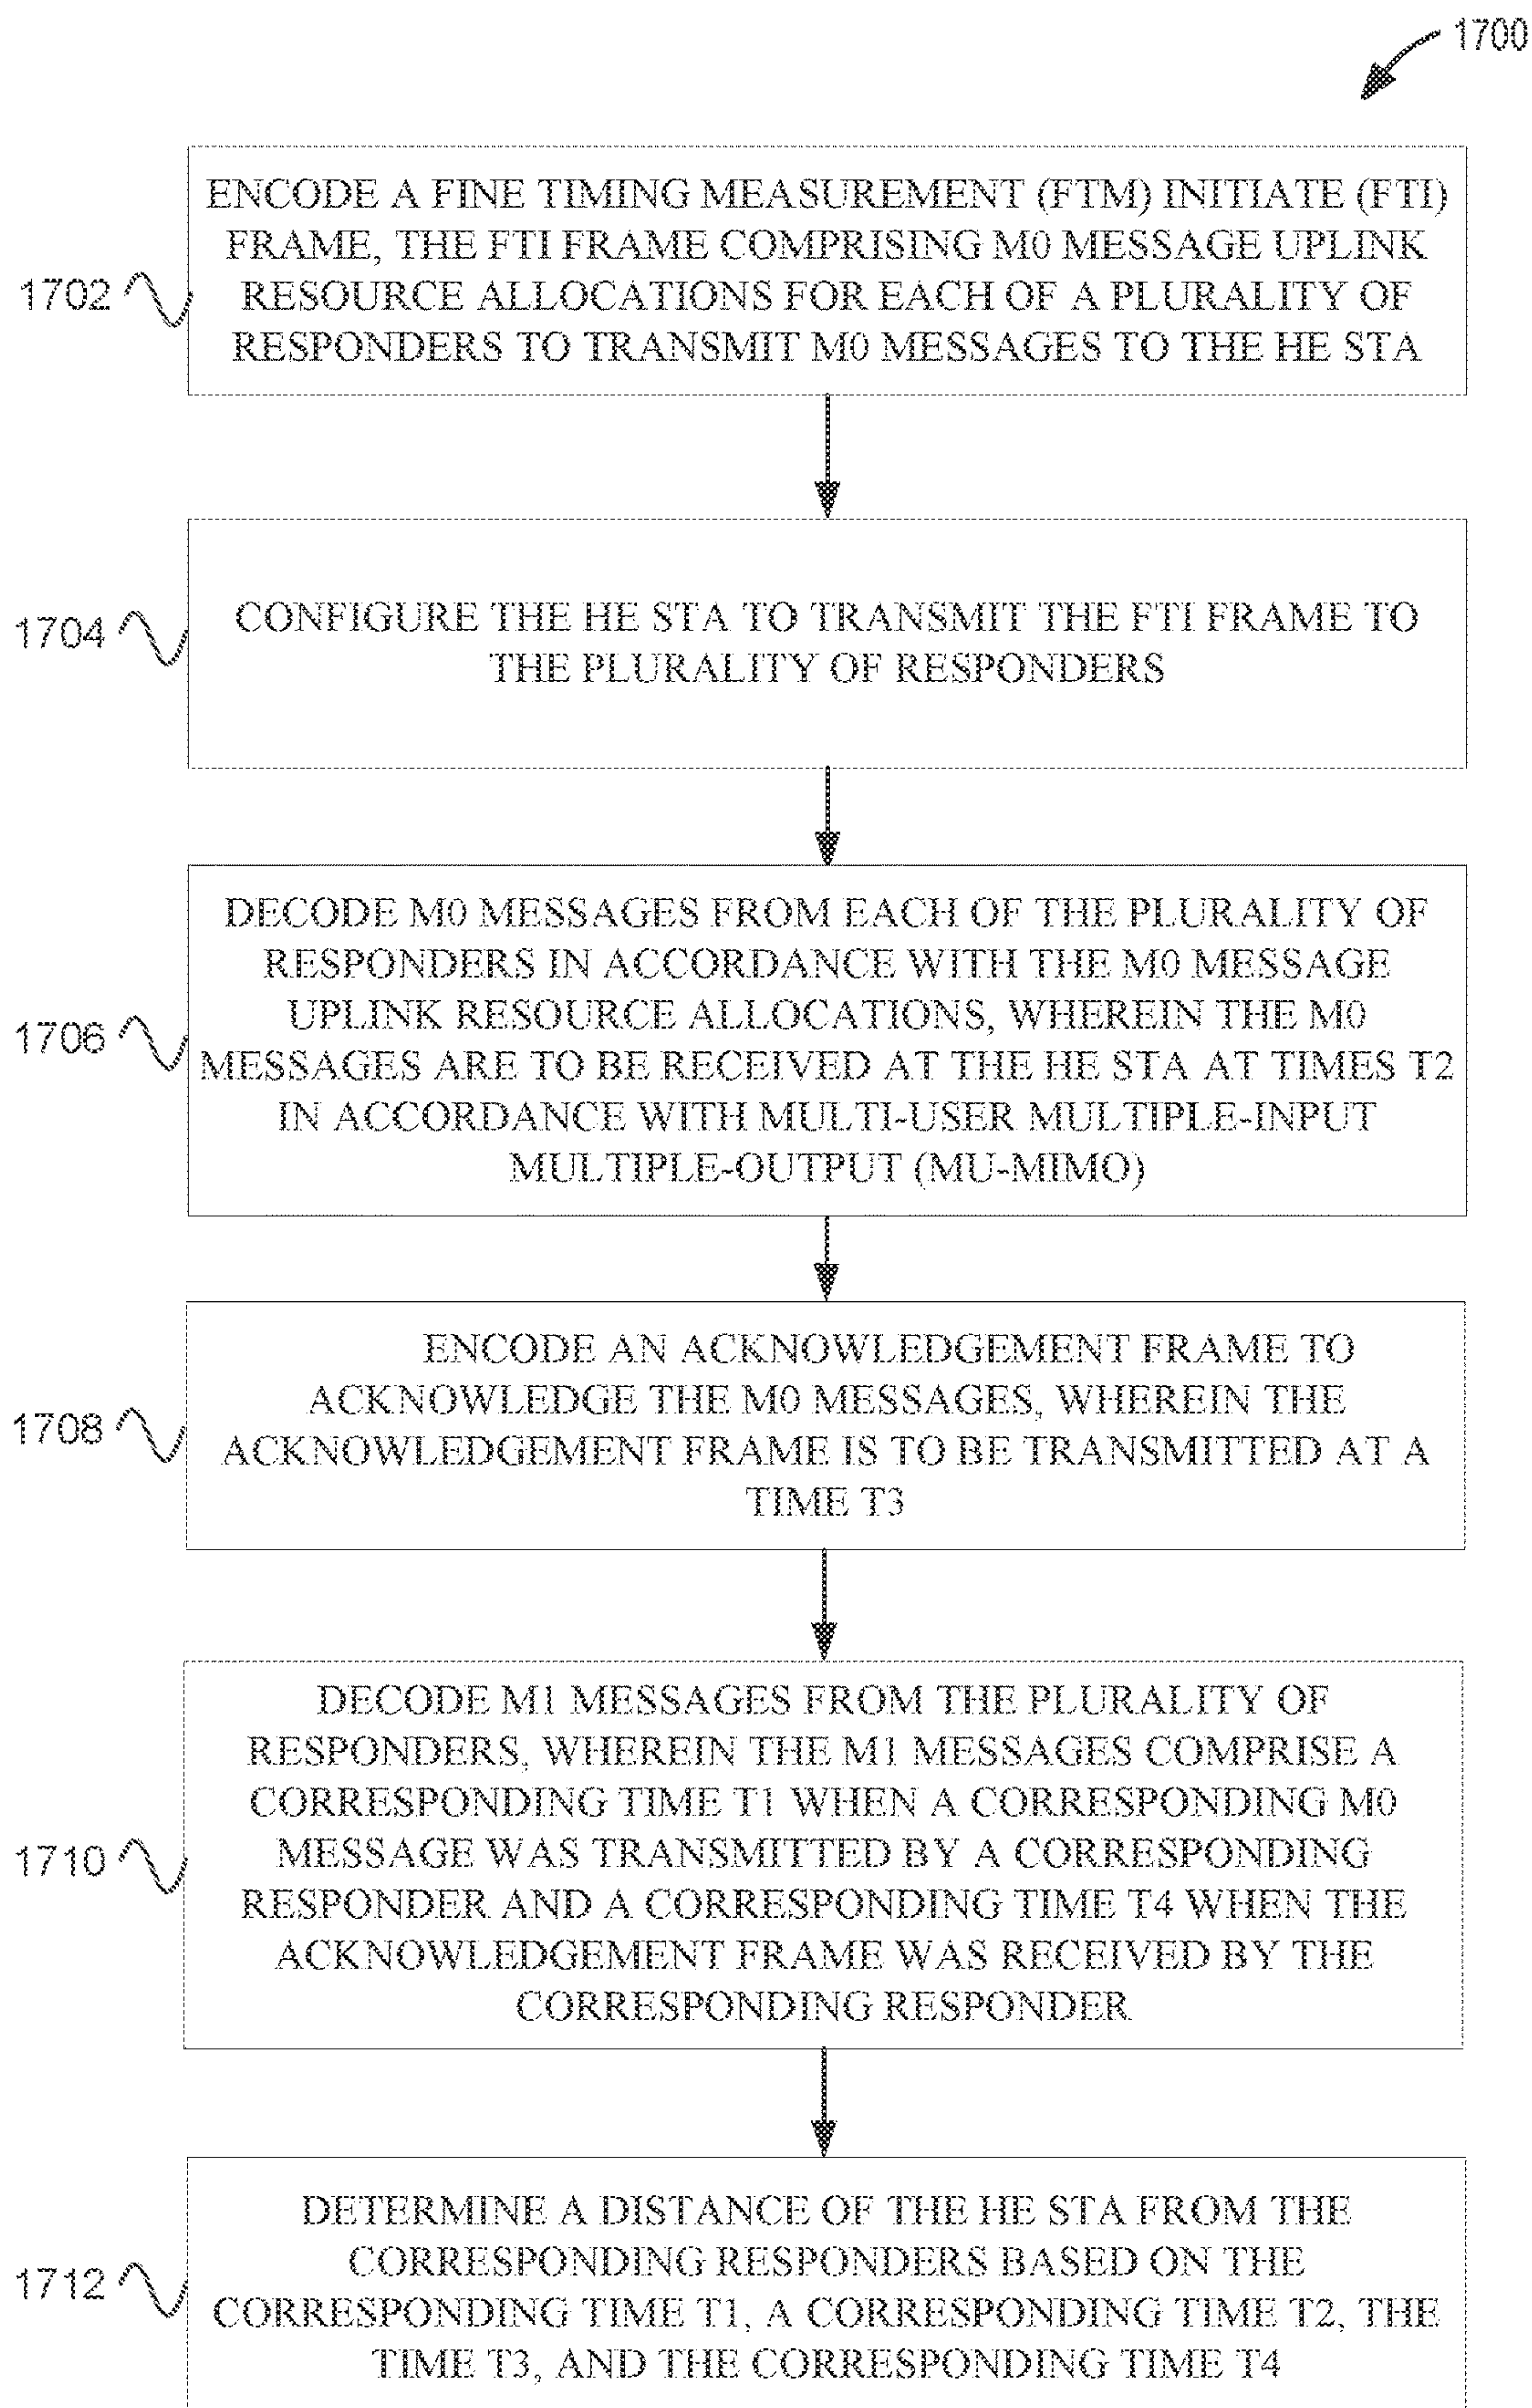 1700
ENCODE A FINE TIMING MEASUREMENT (FTM) INITIATE (FTI)
FRAME, THE FTI FRAME COMPRISING M0 MESSAGE UPLINK
RESOURCE ALLOCATIONS FOR EACH OF A PLURALITY OF
RESPONDERS TO TRANSMIT M0 MESSAGES TO THE HE STA
1702
CONFIGURE THE HE STA TO TRANSMIT THE FTI FRAME TO
THE PLURALITY OF RESPONDERS
1704
DECODE M0 MESSAGES FROM EACH OF THE PLURALITY OF
RESPONDERS IN ACCORDANCE WITH THE M0 MESSAGE
UPLINK RESOURCE ALLOCATIONS, WHEREIN THE M0
MESSAGES ARE TO BE RECEIVED AT THE HE STA AT TIMES T2
IN ACCORDANCE WITH MULTI-USER MULTIPLE-INPUT
MULTIPLE-OUTPUT (MU-MIMO)
1706
ENCODE AN ACKNOWLEDGEMENT FRAME TO
ACKNOWLEDGE THE M0 MESSAGES, WHEREIN THE
ACKNOWLEDGEMENT FRAME IS TO BE TRANSMITTED AT A
TIME T3
1708
DECODE M1 MESSAGES FROM THE PLURALITY OF
RESPONDERS, WHEREIN THE M1 MESSAGES COMPRISE A
CORRESPONDING TIME T1 WHEN A CORRESPONDING M0
MESSAGE WAS TRANSMITTED BY A CORRESPONDING
RESPONDER AND A CORRESPONDING TIME T4 WHEN THE
ACKNOWLEDGEMENT FRAME WAS RECEIVED BY THE
CORRESPONDING RESPONDER
1710
DETERMINE A DISTANCE OF THE HE STA FROM THE
CORRESPONDING RESPONDERS BASED ON THE
CORRESPONDING TIME T1, A CORRESPONDING TIME T2, THE
TIME T3, AND THE CORRESPONDING TIME T4
1712